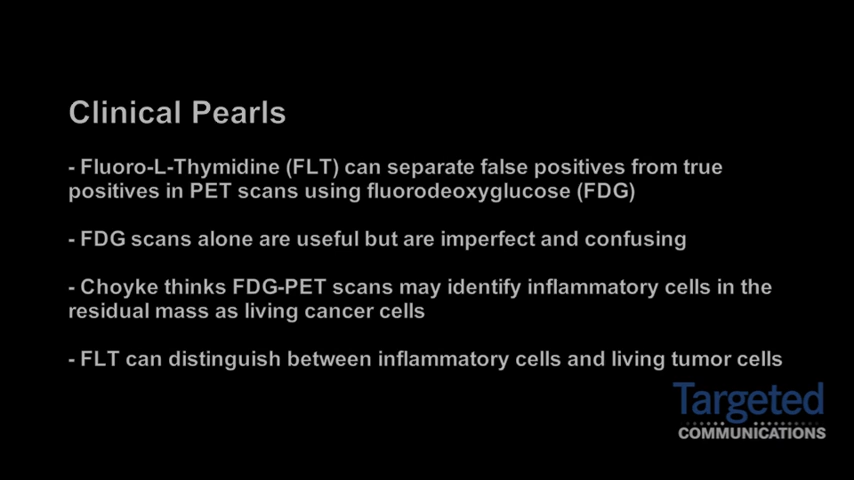 Clinical Pearls
- Fluoro-L-Thymidine (FLT) can separate false positives from true
positives in PET scans using fluorodeoxyglucose (FDG)
- FDG scans alone are useful but are imperfect and confusing
- Choyke thinks FDG-PET scans may identify inflammatory cells in the
residual mass as living cancer cells
- FLT can distinguish between inflammatory cells and living tumor cells
Targeted
COMMUNICATIONS